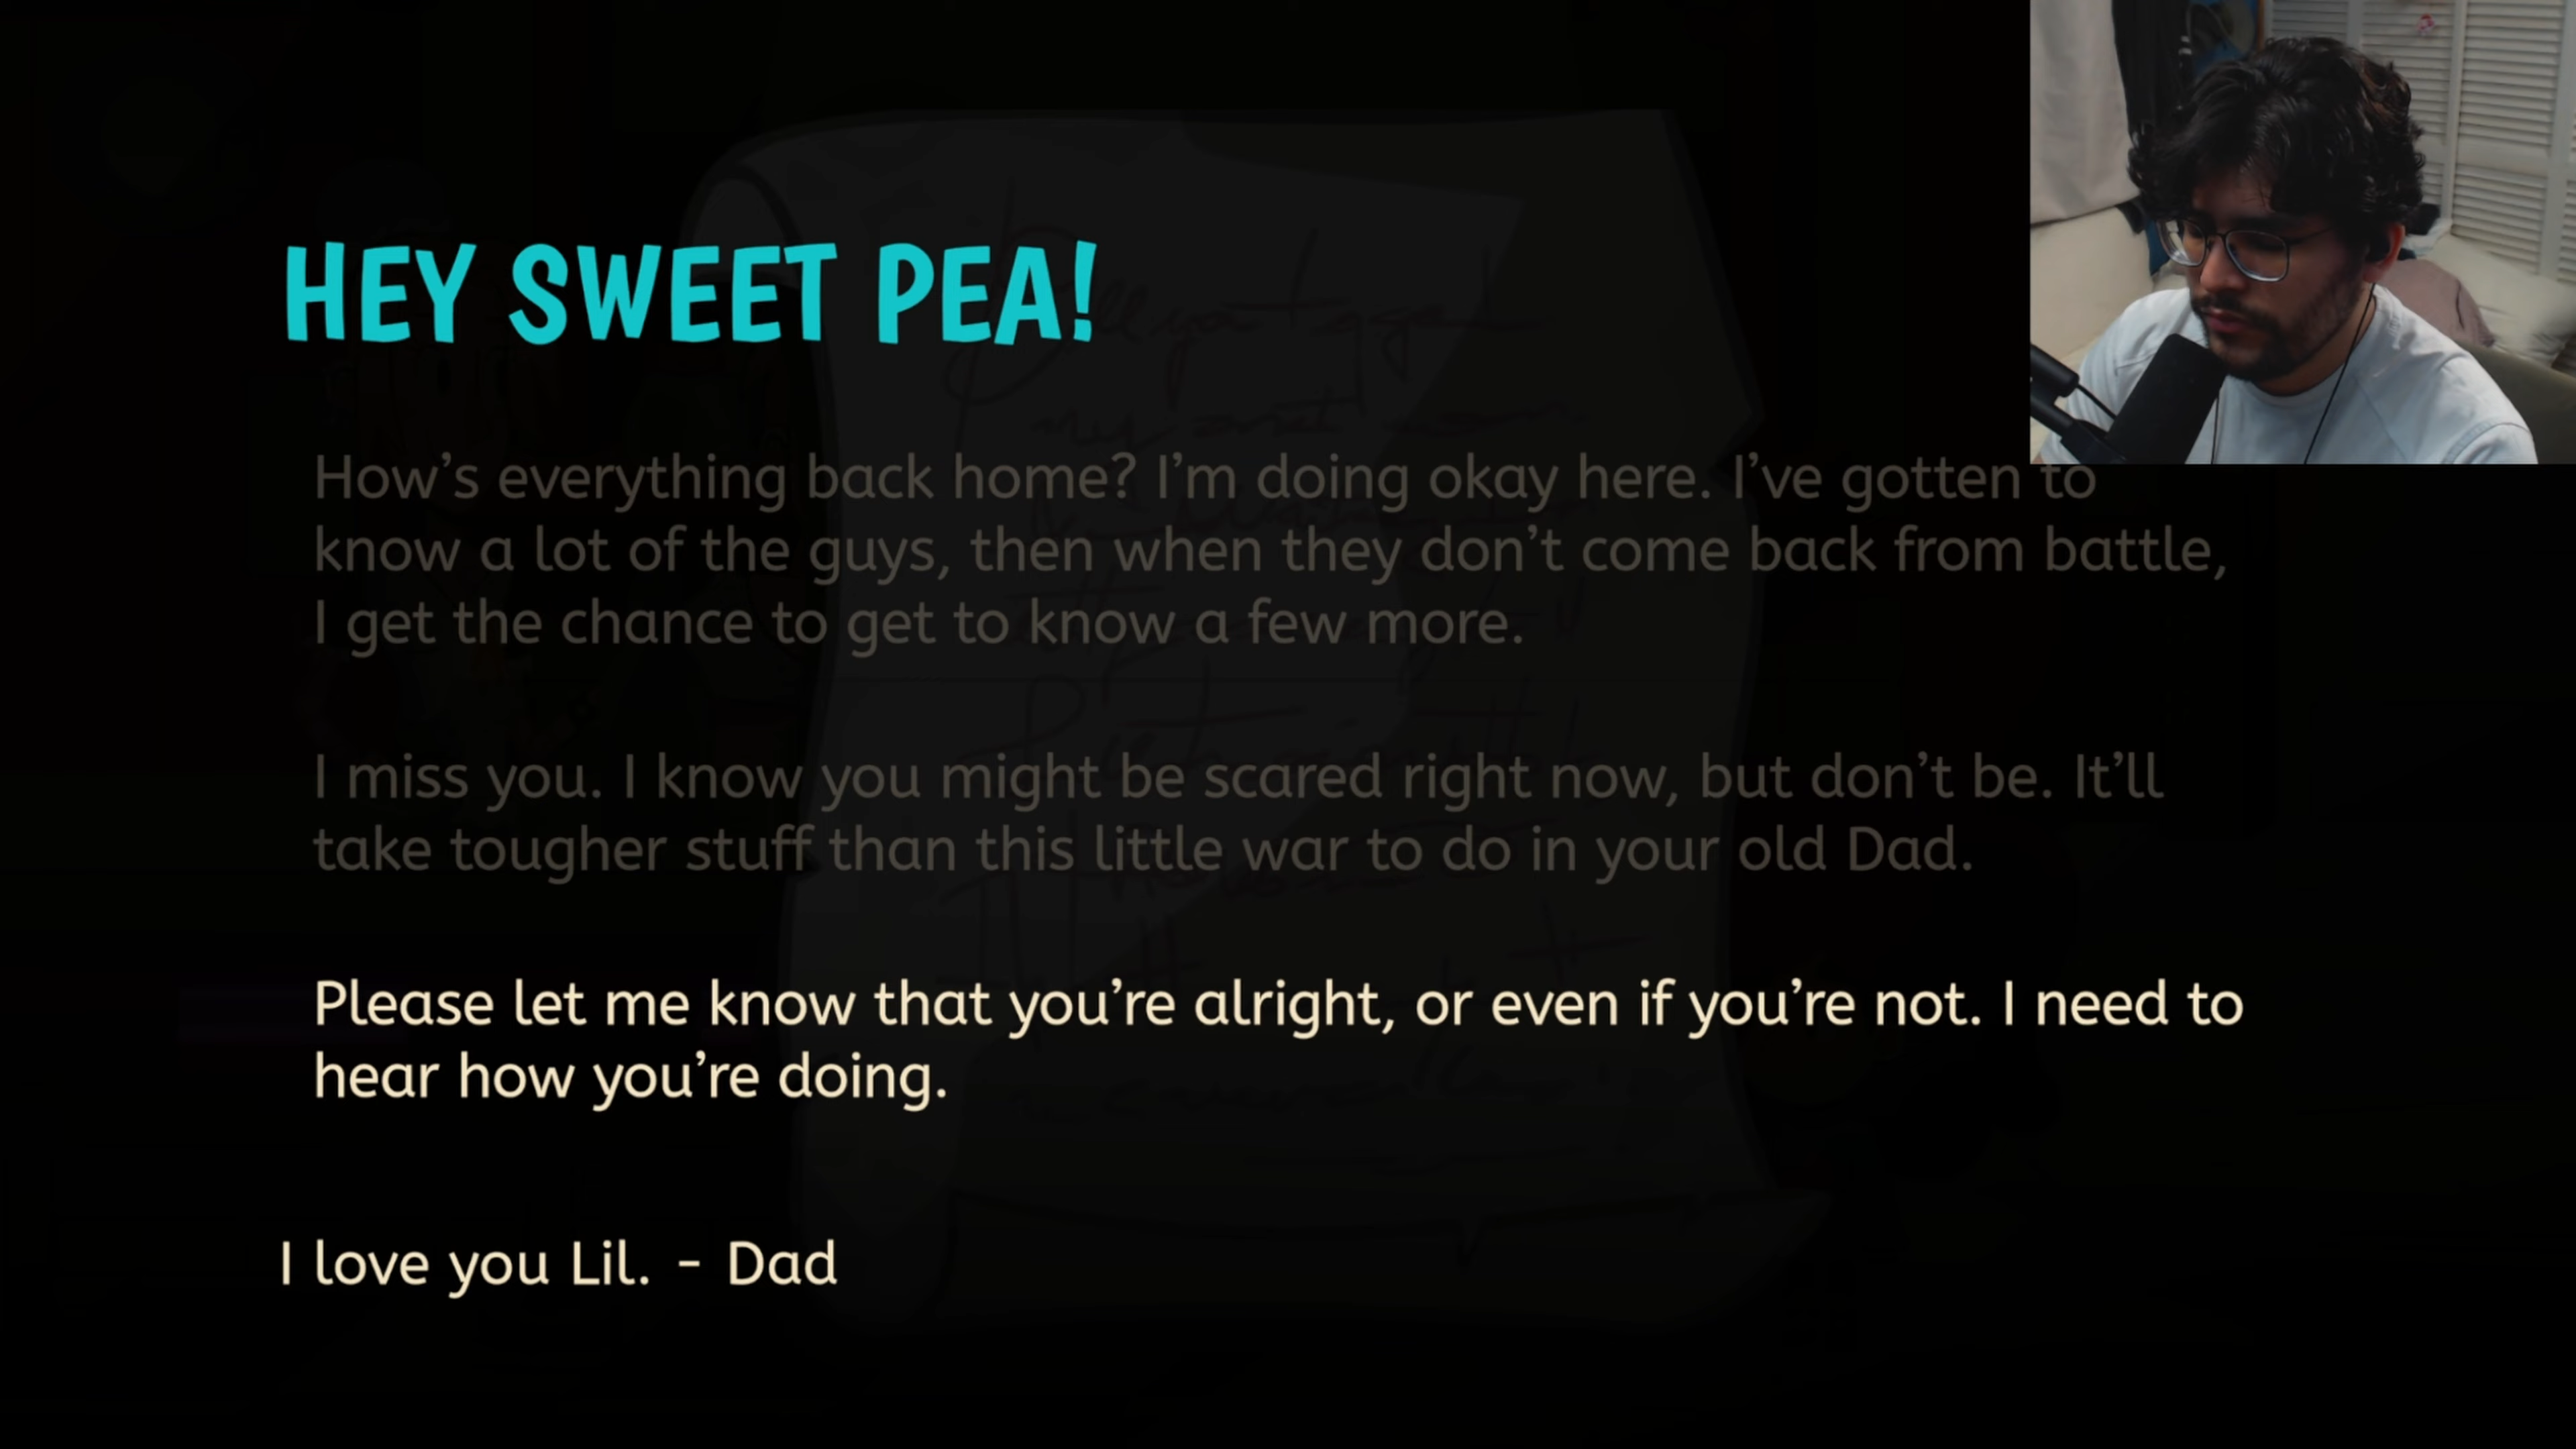 HEY SWEET PEA!
How's everything back home? I'm doing okay here. I've gotten to
know a lot of the guys, then when they don't come back from battle,
I get the chance to get to know a few more.
I miss you. I know you might be scared right now, but don't be. It'll
take tougher stuff than this little war to do in your old Dad.
Please let me know that you're alright, or even if you're not. I need to
hear how you're doing.
I love you Lil. - Dad